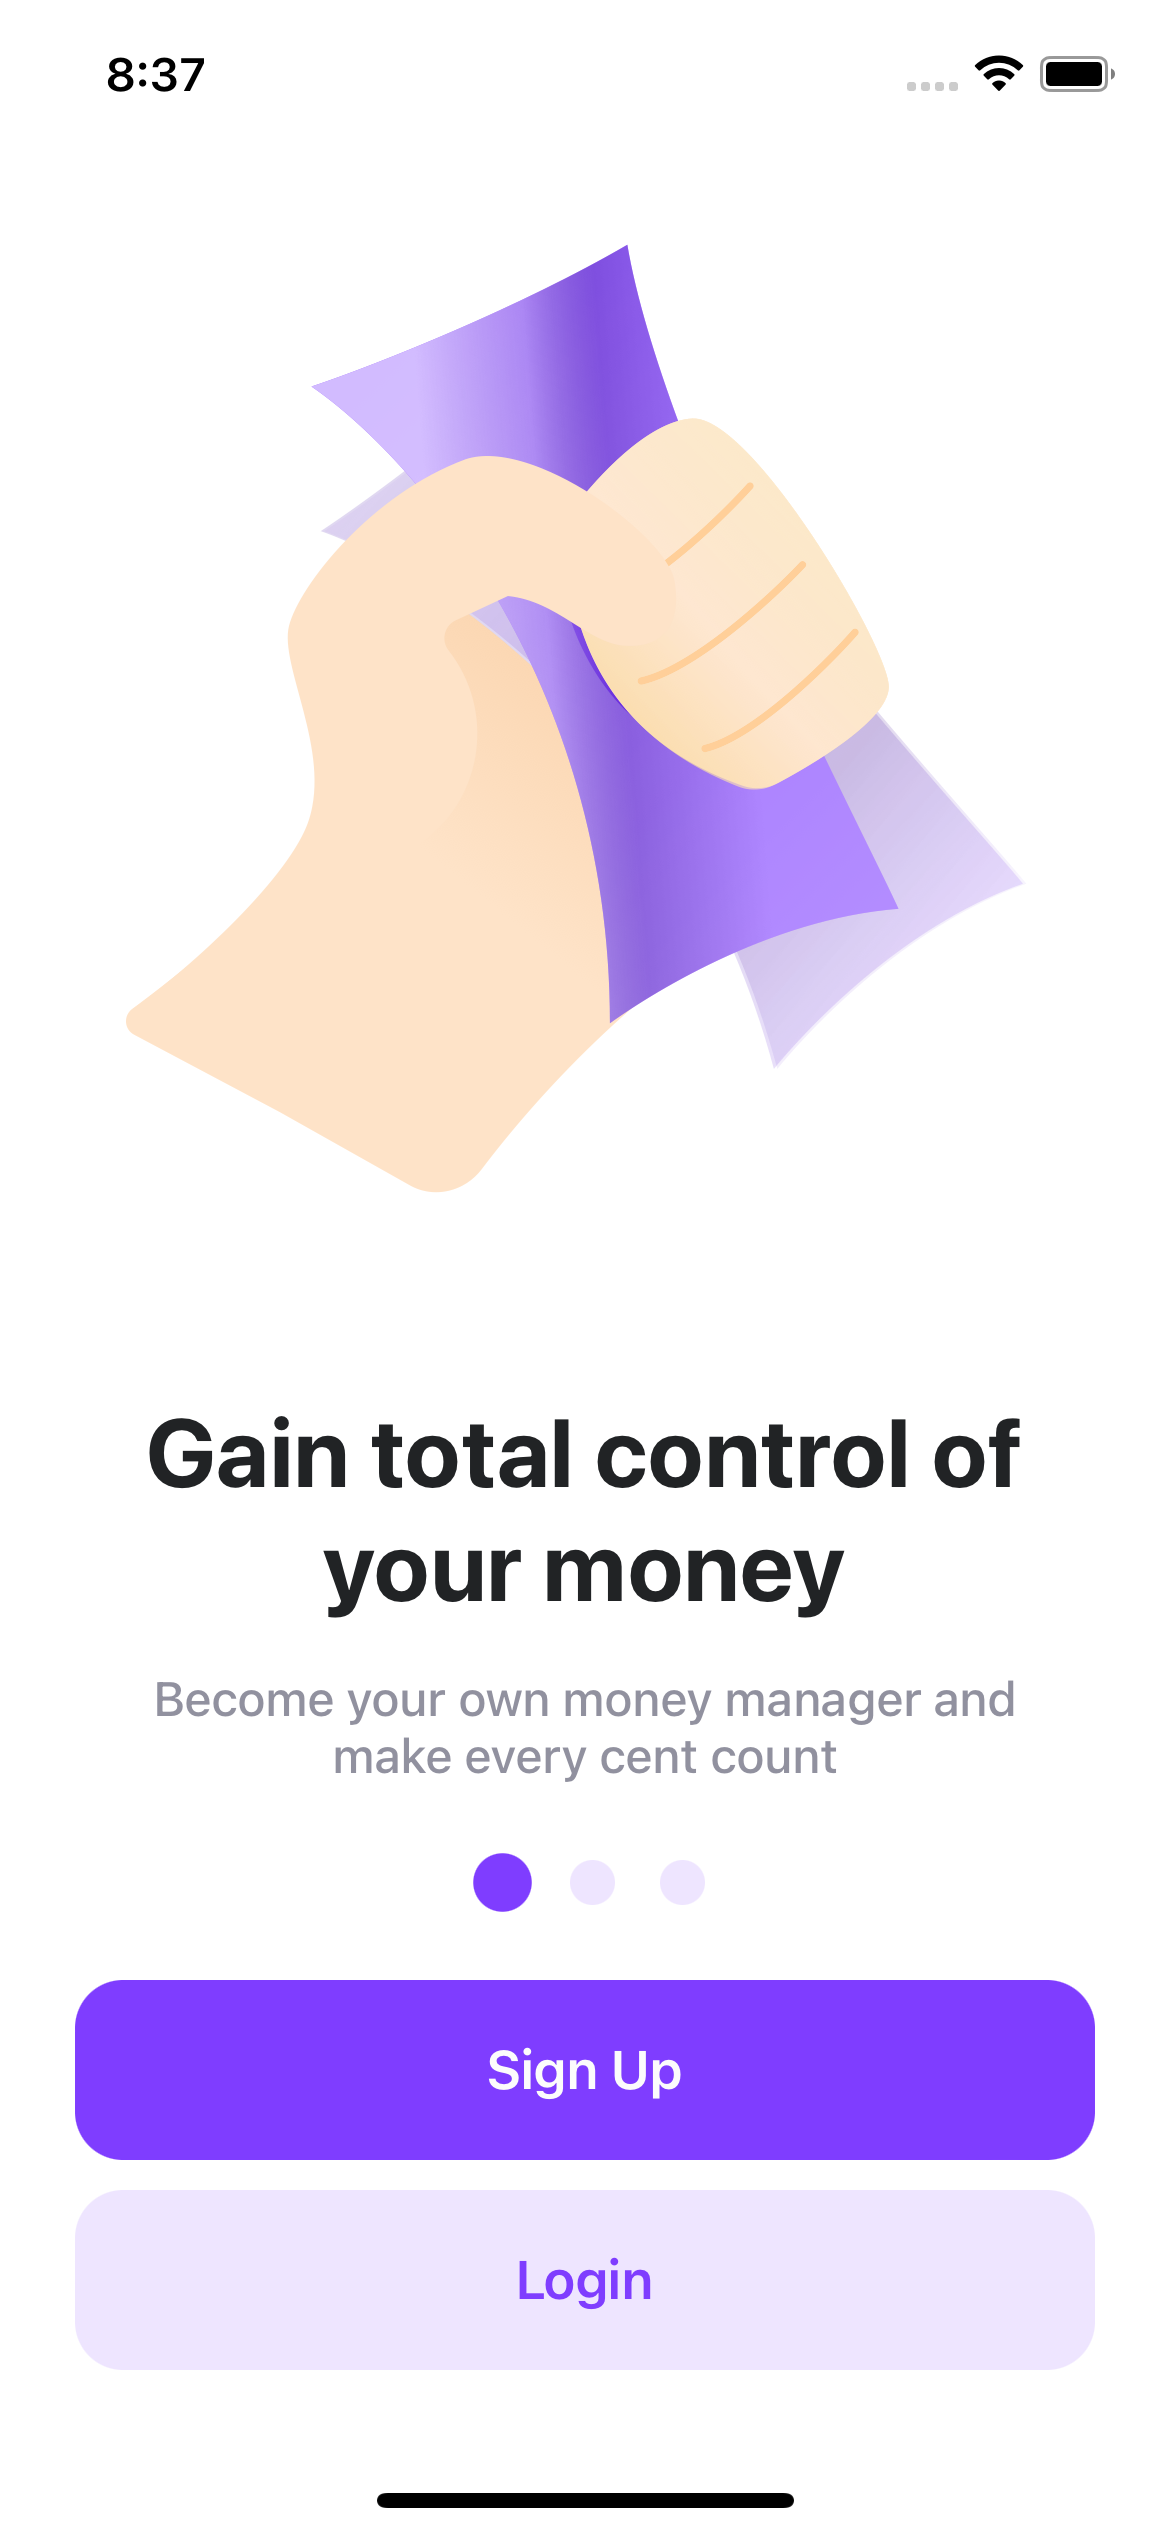 8:37
Gain total control of
your money
Become your own money manager and
make every cent count
Sign Up
Login